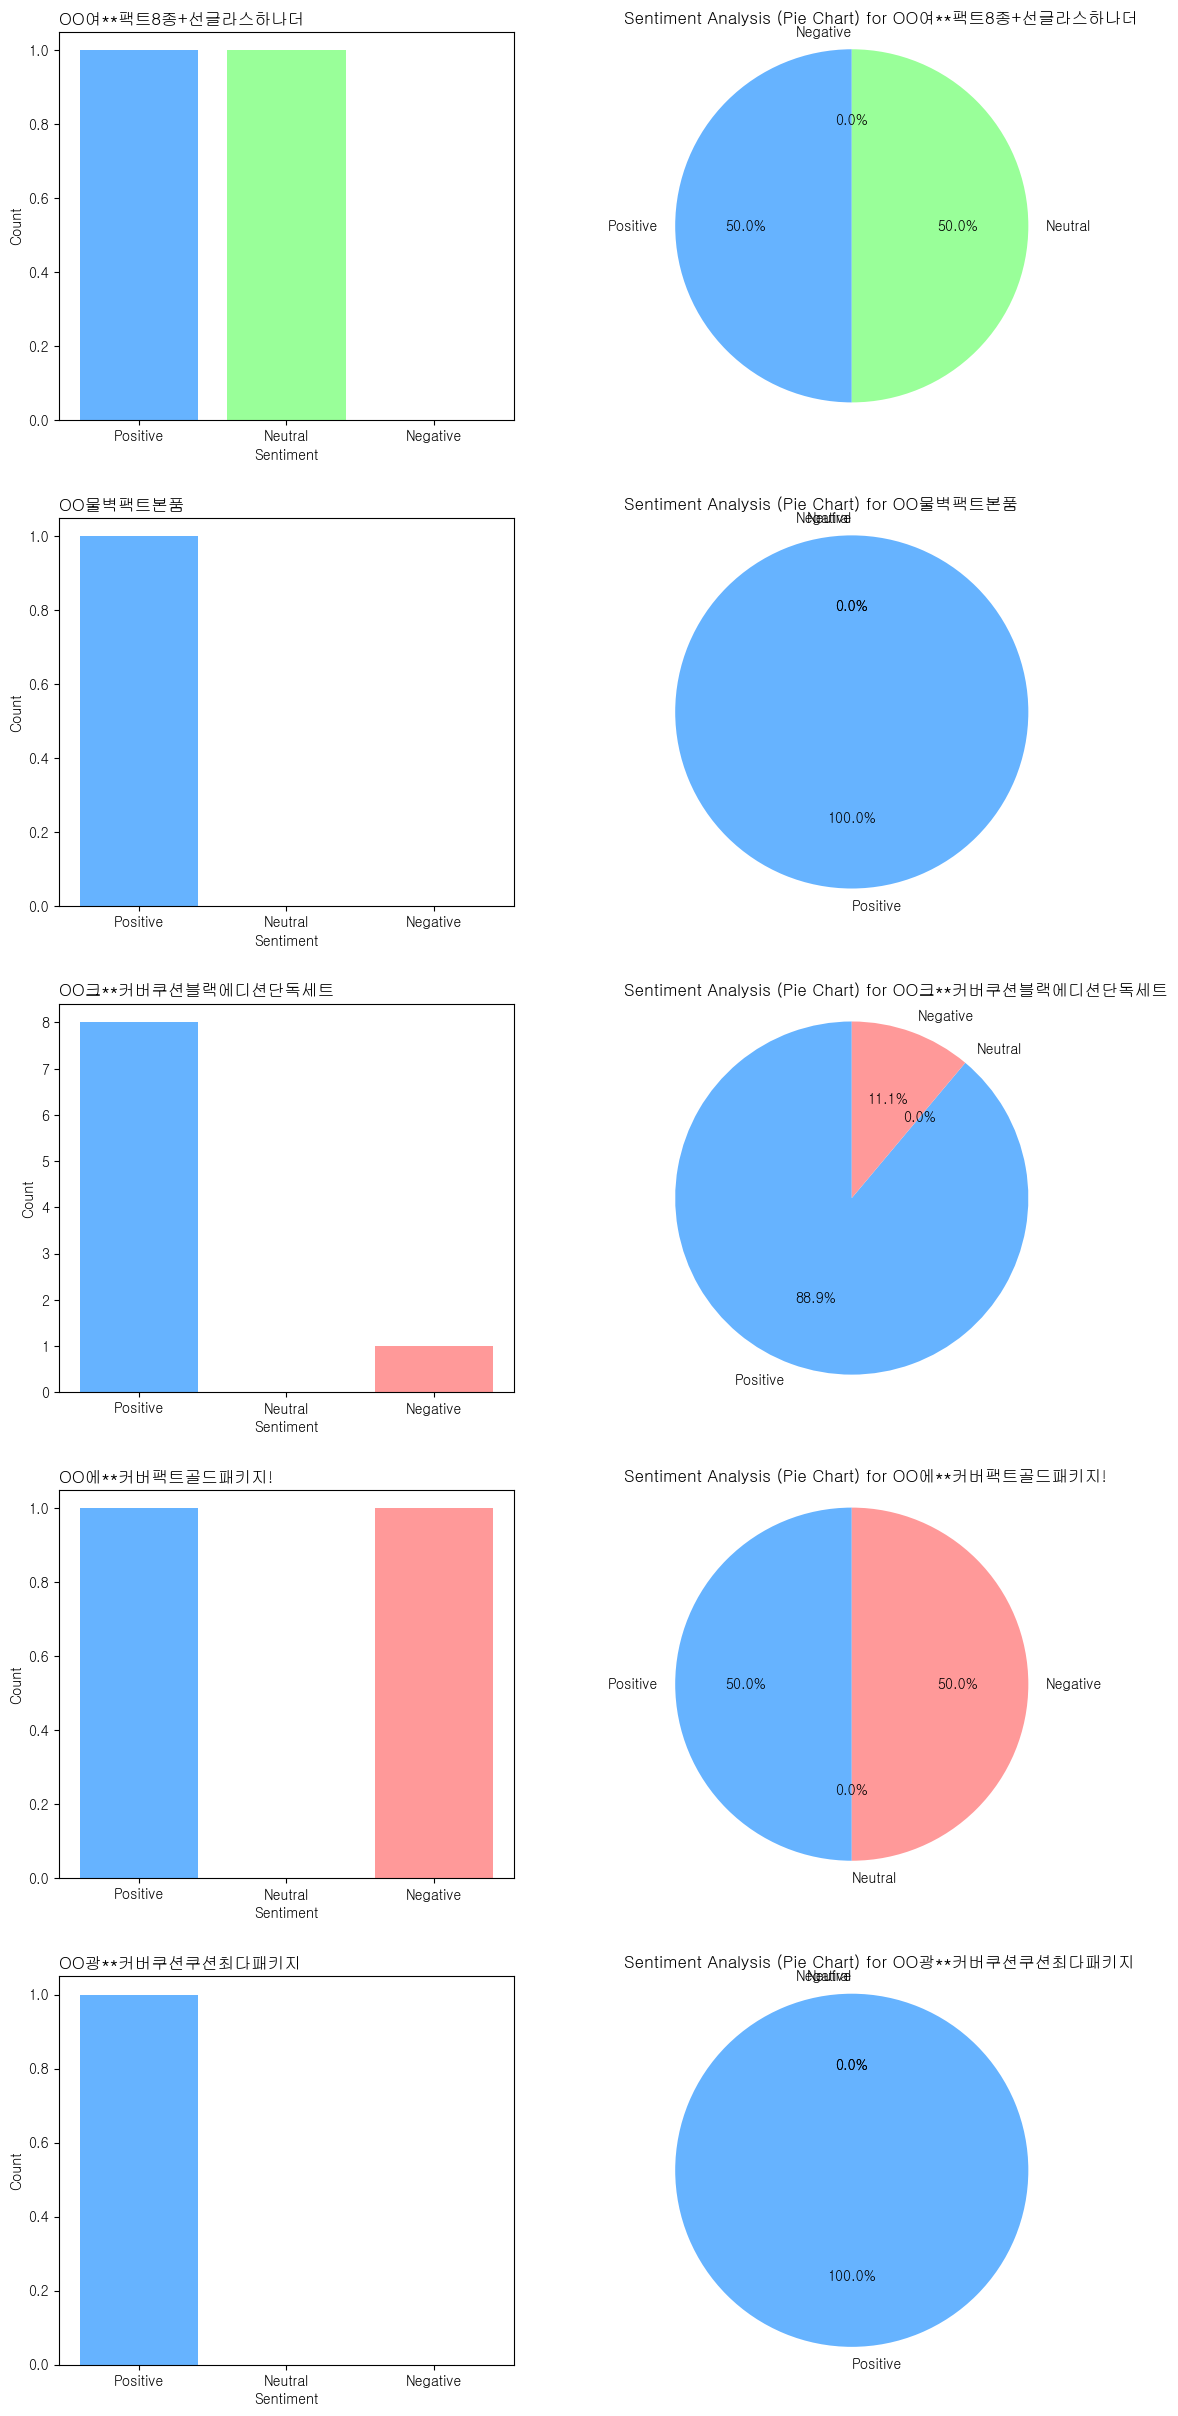 OO여**팩트8종+선글라스하나더
1.0
0.8
0.6
0.4
0.2
0.0
Count
Positive
Neutral
Negative
Sentiment
Sentiment Analysis (Pie Chart) for OO여**팩트8종+선글라스하나더
Negative
0.0%
Positive
50.0%
50.0%
Neutral
OO물벽팩트본품
1.0
0.8
0.6
0.4
0.2
0.0
Count
Positive
Neutral
Negative
Sentiment
Sentiment Analysis (Pie Chart) for OO물벽팩트본품
Negative
Neutral
0.0%
0.0%
100.0%
Positive
OO크**커버쿠션블랙에디션단독세트
8
7
6
5
4
3
2
1
0
Count
Positive
Neutral
Negative
Sentiment
Sentiment Analysis (Pie Chart) for OO크**커버쿠션블랙에디션단독세트
Negative
Neutral
11.1%
0.0%
88.9%
Positive
OO에**커버팩트골드패키지!
1.0
0.8
0.6
0.4
0.2
0.0
Count
Positive
Neutral
Negative
Sentiment
Sentiment Analysis (Pie Chart) for OO에**커버팩트골드패키지!
Positive
50.0%
50.0%
Negative
0.0%
Neutral
OO광**커버쿠션쿠션최다패키지
1.0
0.8
0.6
0.4
0.2
0.0
Count
Positive
Neutral
Negative
Sentiment
Sentiment Analysis (Pie Chart) for OO광**커버쿠션쿠션최다패키지
Negative
Neutral
0.0%
0.0%
100.0%
Positive